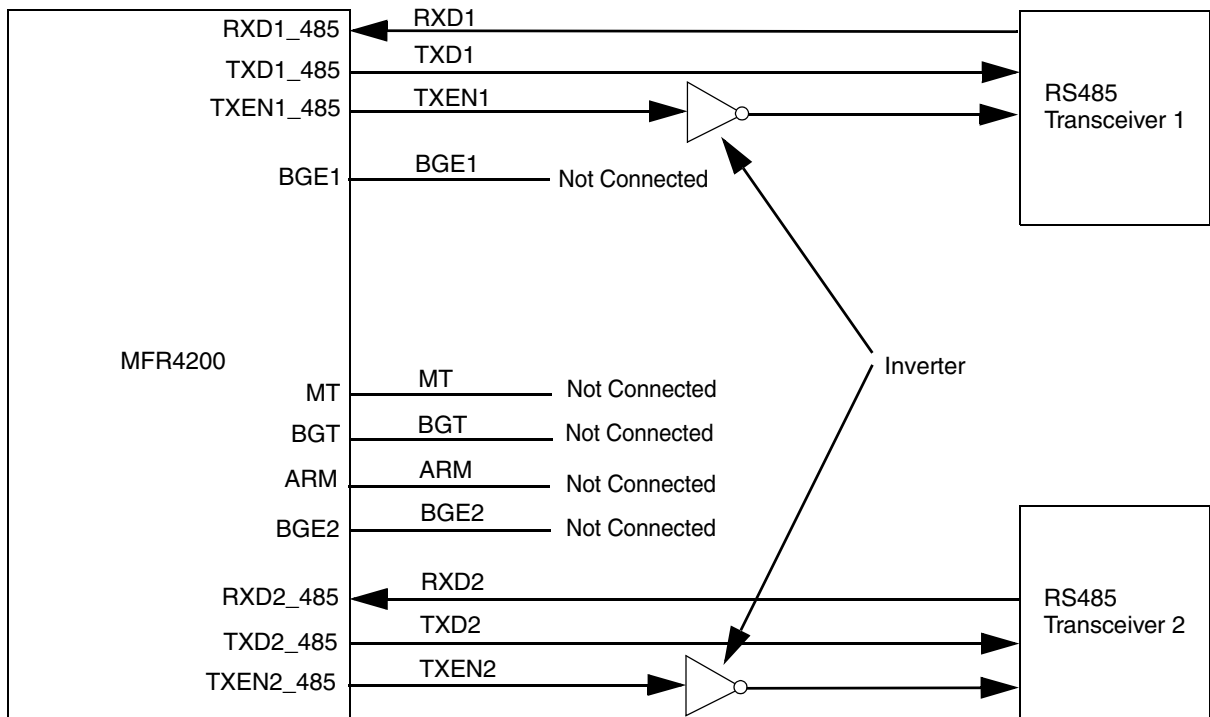 RXD1_485 RXD1
TXD1_485 TXD1
TXEN1_485 TXEN1
RS485
Transceiver 1
BGE1 BGE1 Not Connected
MFR4200
Inverter
MT MT Not Connected
BGT BGT Not Connected
ARM ARM Not Connected
BGE2 BGE2 Not Connected
RXD2_485 RXD2
TXD2_485 TXD2
TXEN2_485 TXEN2
RS485
Transceiver 2